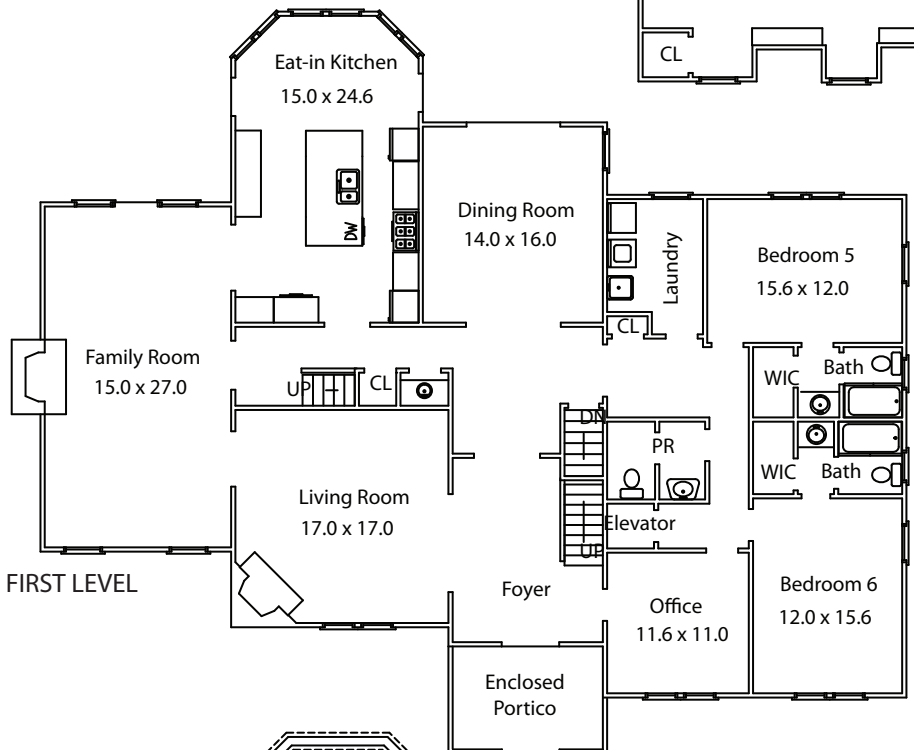 CL
Eat-in Kitchen
15.0 x 24.6
DW
Dining Room
14.0 x 16.0
Laundry
CL
Bedroom 5
15.6 x 12.0
Family Room
15.0 x 27.0
UP
CL
WIC
Bath
DN
PR
WIC
Bath
Living Room
17.0 x 17.0
Elevator
UP
FIRST LEVEL
Foyer
Office
11.6 x 11.0
Bedroom 6
12.0 x 15.6
Enclosed
Portico